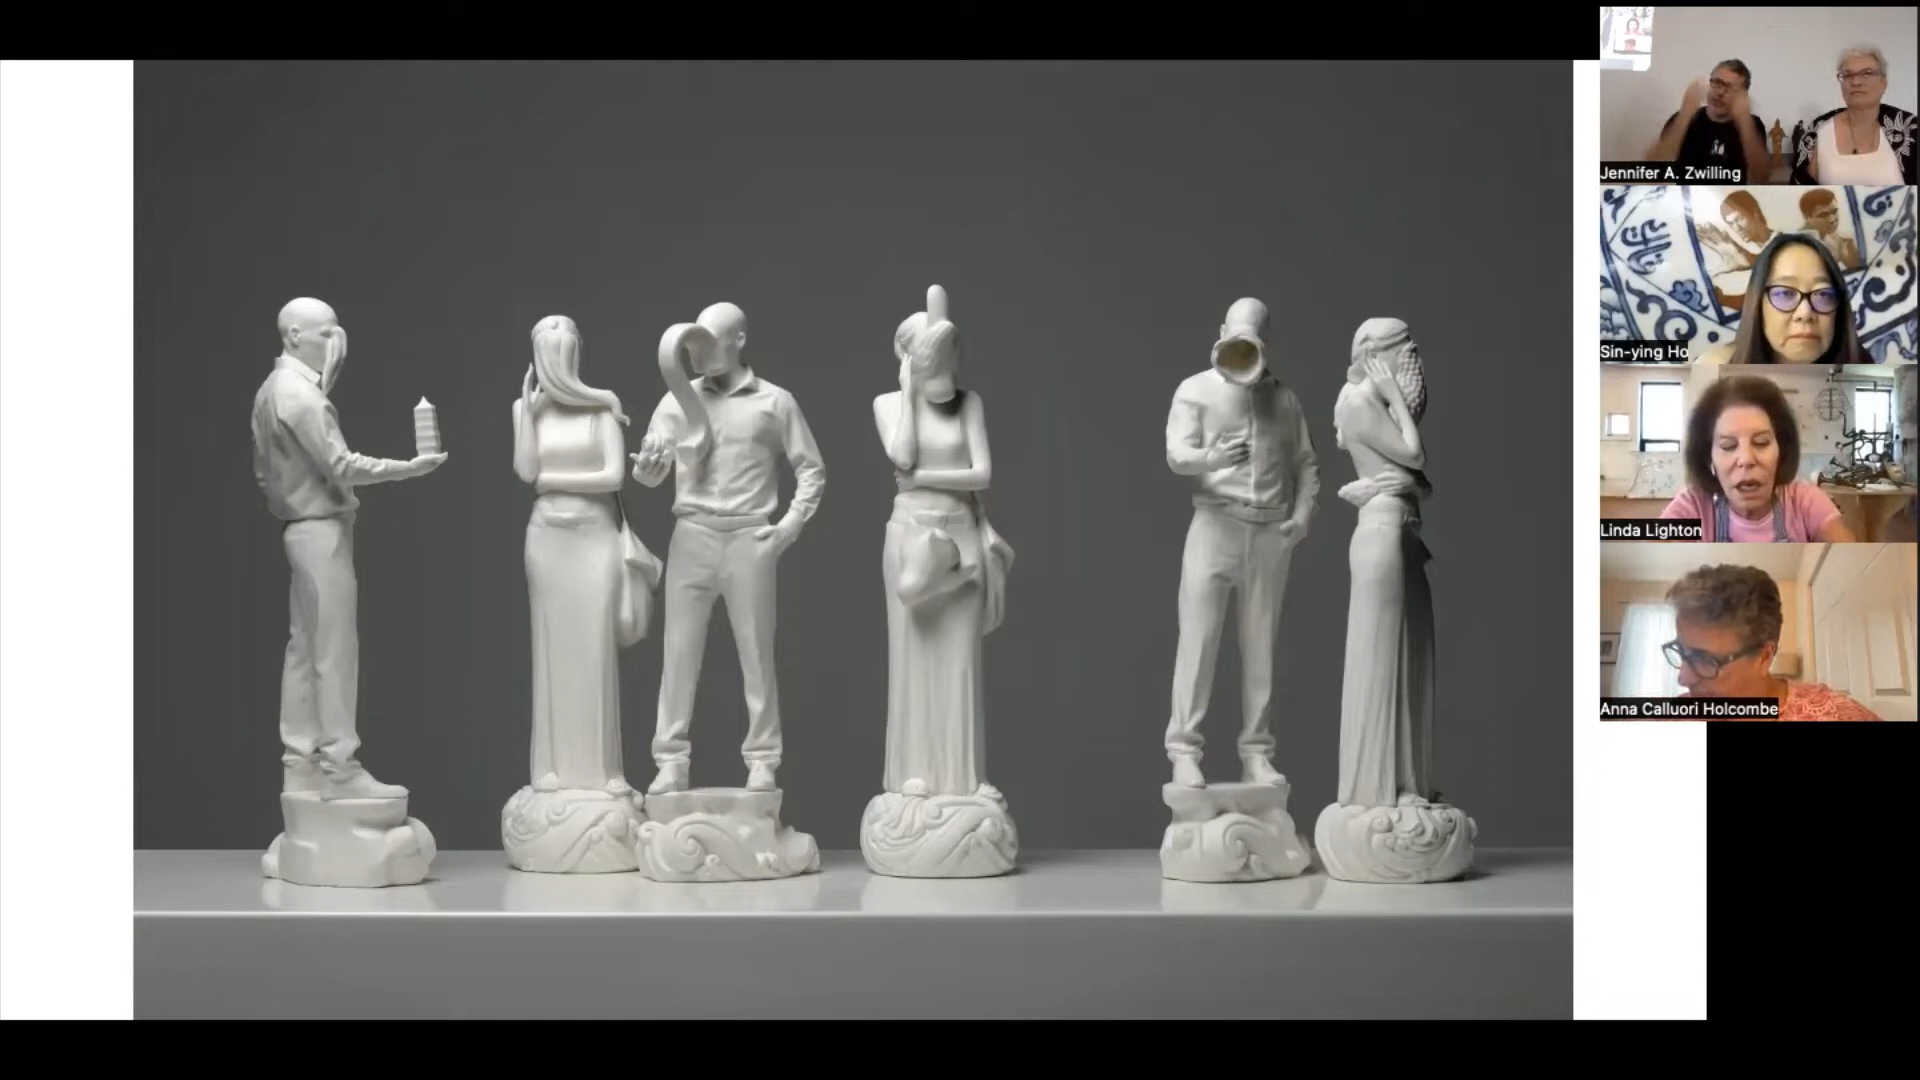 Jennifer A. Zwilling
Sin-ying Ho
Linda Lighton
Anna Calluori Holcombe